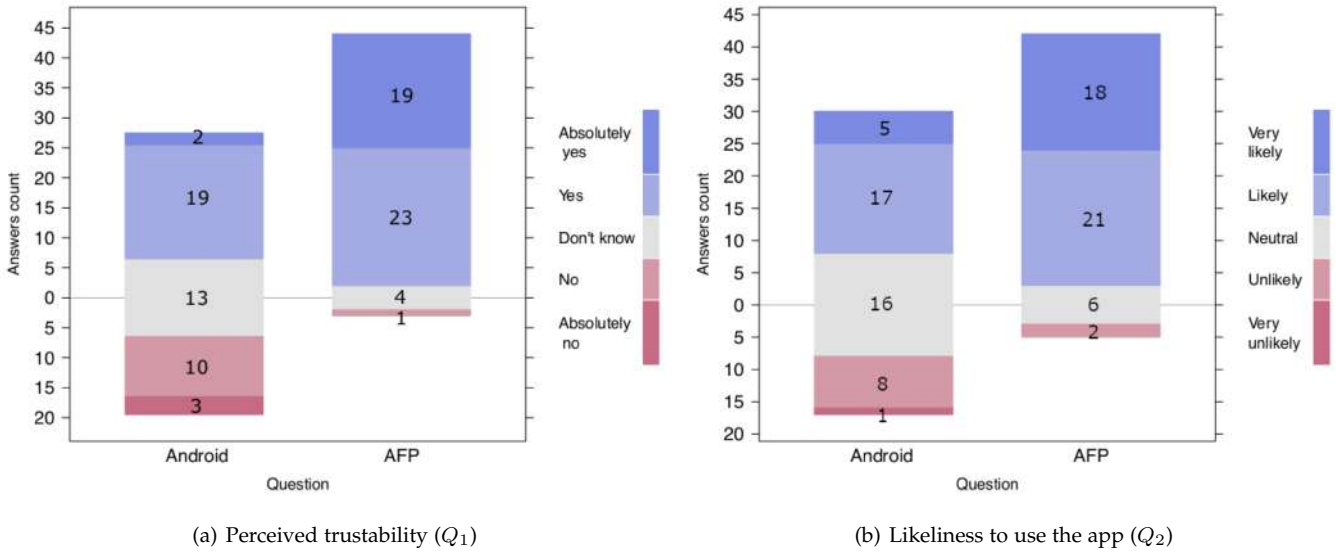 45
40
35
30
25
20
15
10
5
0
5
10
15
20
Answers count
2
19
13
10
3
19
23
4
1
Android
AFP
Question
Absolutely
yes
Yes
Don't know
No
Absolutely
no
(a) Perceived trustability (Q1)
45
40
35
30
25
20
15
10
5
0
5
10
15
20
Answers count
5
17
16
8
1
18
21
6
2
Android
AFP
Question
Very
likely
Likely
Neutral
Unlikely
Very
unlikely
(b) Likeliness to use the app (Q2)